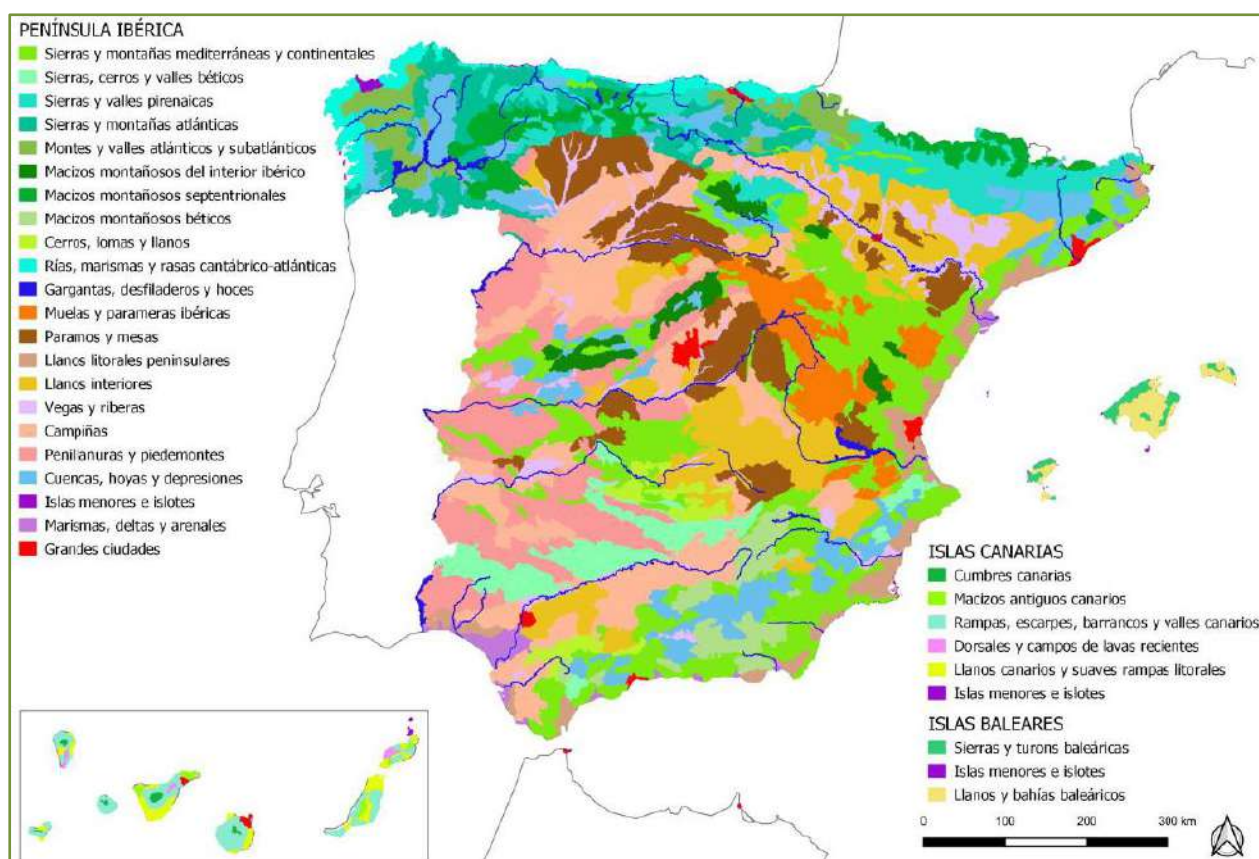 PENÍNSULA IBÉRICA
Sierras y montañas mediterráneas y continentales
Sierras, cerros y valles béticos
Sierras y valles pirenaicas
Sierras y montañas atlánticas
Montes y valles atlánticos y subatlánticos
Macizos montañosos del interior ibérico
Macizos montañosos septentrionales
Macizos montañosos béticos
Cerros, lomas y llanos
Rías, marismas y rasas cantábrico-atlánticas
Gargantas, desfiladeros y hoces
Muelas y parameras ibéricas
Paramos y mesas
Llanos litorales peninsulares
Llanos interiores
Vegas y riberas
Campiñas
Penillanuras y piedemontes
Cuencas, hoyas y depresiones
Islas menores e islotes
Marismas, deltas y arenales
Grandes ciudades
ISLAS CANARIAS
Cumbres canarias
Macizos antiguos canarios
Rampas, escarpes, barrancos y valles canarios
Dorsales y campos de lavas recientes
Llanos canarios y suaves rampas litorales
Islas menores e islotes
ISLAS BALEARES
Sierras y turons baleáricas
Islas menores e islotes
Llanos y bahías baleáricos
0 100 200 300 km